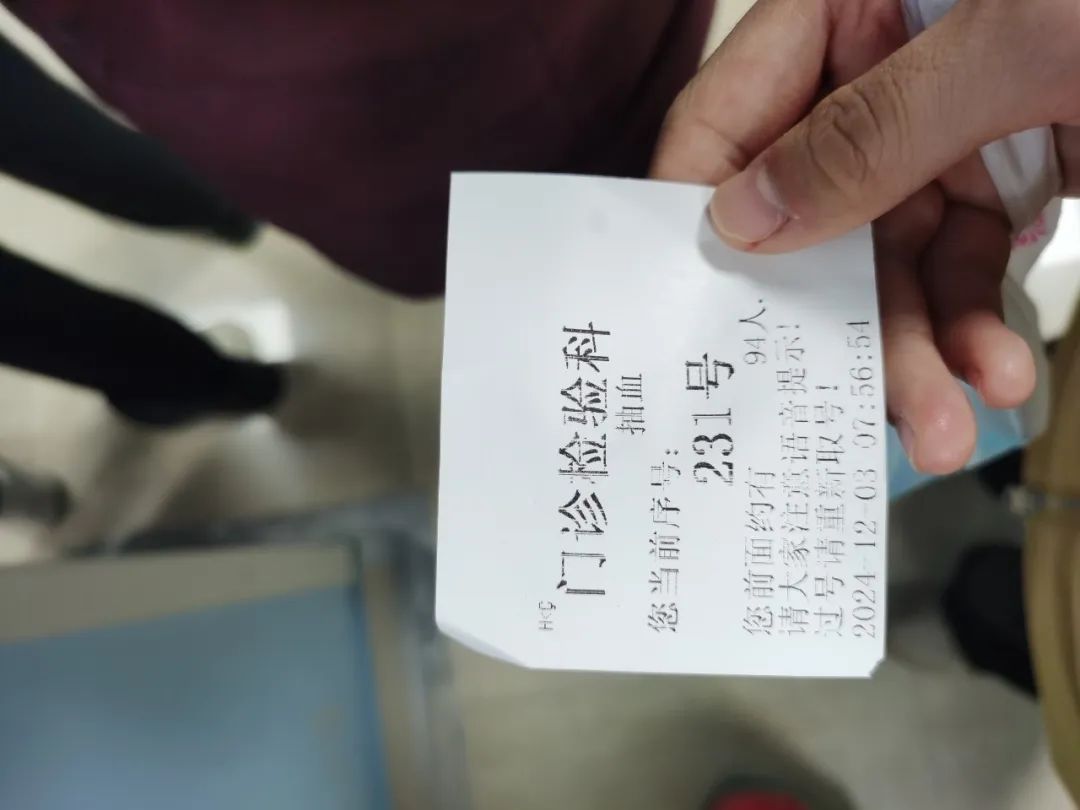 门诊检验科
抽血
您当前序号:
231号
您前面约有 94人.
请大家注意语音提示!
过号请重新取号!
2024-12-03 07:56:54